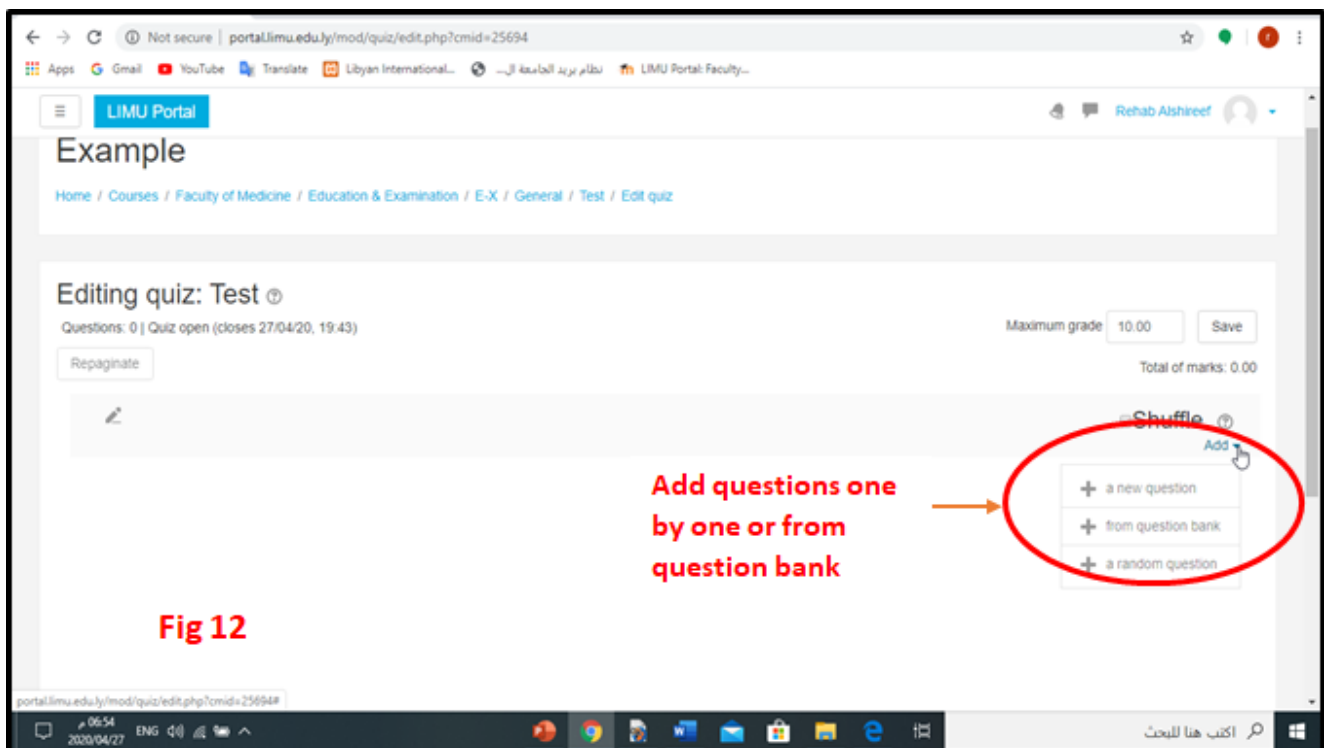 Not secure | portal.limu.edu.ly/mod/quiz/edit.php?cmid=25694
Apps Gmail YouTube Translate Libyan International... نظام بريد الجامعة ال... LIMU Portal: Faculty...
LIMU Portal Rehab Alshireef
Example
Home / Courses / Faculty of Medicine / Education & Examination / E-X / General / Test / Edit quiz
Editing quiz: Test
Questions: 0 | Quiz open (closes 27/04/20, 19:43) Maximum grade 10.00 Save
Repaginate Total of marks: 0.00
Shuffle
Add
a new question
from question bank
a random question
Add questions one
by one or from
question bank
Fig 12
portal.limu.edu.ly/mod/quiz/edit.php?cmid=25694#
06:54 م ENG اكتب هنا للبحث
2020/04/27